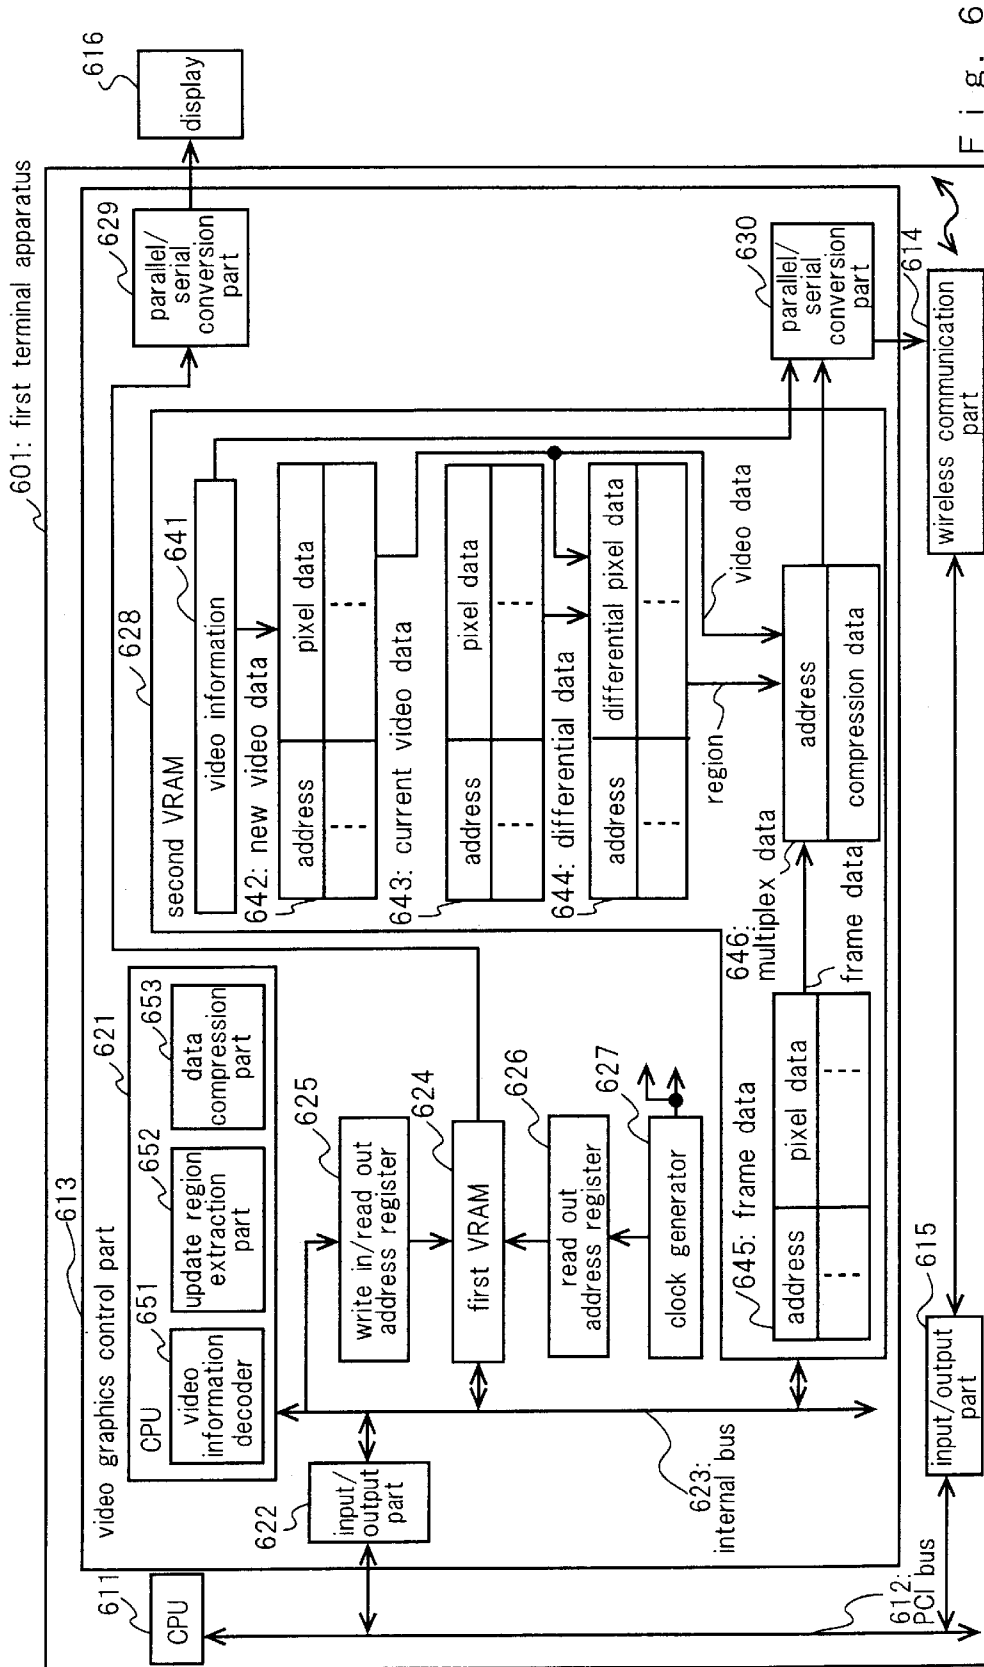 601: first terminal apparatus
613
video graphics control part
611
CPU
621
CPU
651
video
information
decoder
652
update region
extraction
part
653
data
compression
part
622
input/
output
part
625
write in/read out
address register
624
first VRAM
626
read out
address register
627
clock generator
623:
internal bus
628
second VRAM
641
video information
642: new video data
address
pixel data
643: current video data
address
pixel data
644: differential data
address
differential pixel data
region
video data
645: frame data
address
pixel data
646:
multiplex data
frame data
address
compression data
629
parallel/
serial
conversion
part
616
display
630
parallel/
serial
conversion
part
614
wireless communication
part
615
input/output
part
612:
PCI bus
Fig. 6